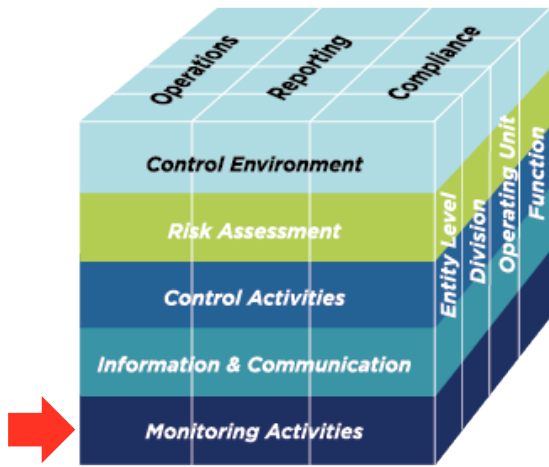 Operations
Reporting
Compliance
Control Environment
Risk Assessment
Control Activities
Information & Communication
Monitoring Activities
Entity Level
Division
Operating Unit
Function